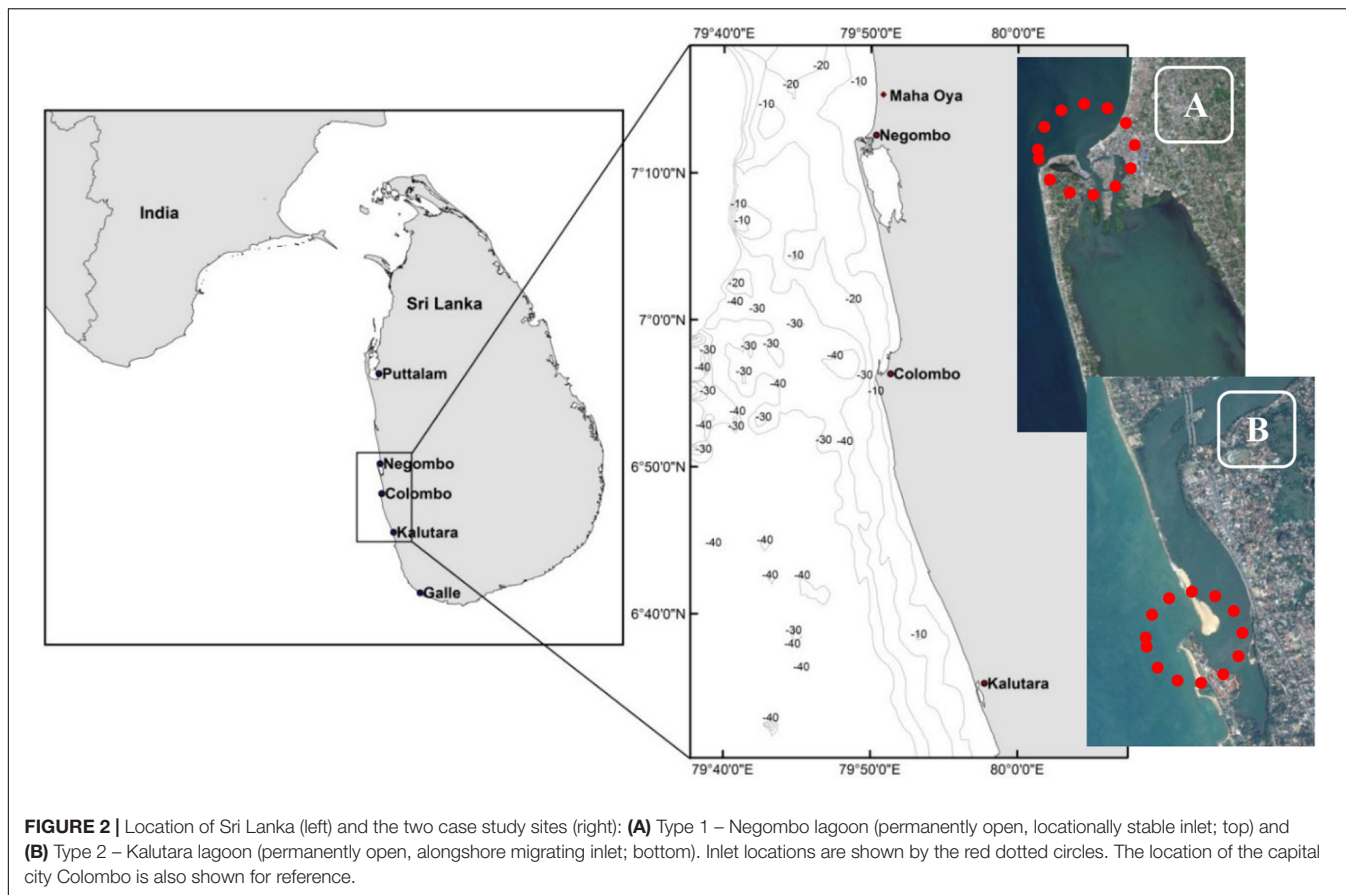 79°40'0"E 79°50'0"E 80°0'0"E
-20
-20 -10
-10
Maha Oya
A
Negombo
India
7°10'0"N
-10
-10
-10
Sri Lanka
-20
-40 -20
-30
-30
7°0'0"N
-30 -30 -40
-30 -30
-30 -40
Puttalam
Colombo
-10
-40 -40
-30
-40
-30
-30 -40
B
Negombo
6°50'0"N
Colombo
Kalutara
-40
-40
-40 -40
Galle
6°40'0"N
-30
-40
-10
-40
Kalutara
-40
79°40'0"E 79°50'0"E 80°0'0"E
FIGURE 2 | Location of Sri Lanka (left) and the two case study sites (right): (A) Type 1 – Negombo lagoon (permanently open, locationally stable inlet; top) and
(B) Type 2 – Kalutara lagoon (permanently open, alongshore migrating inlet; bottom). Inlet locations are shown by the red dotted circles. The location of the capital
city Colombo is also shown for reference.